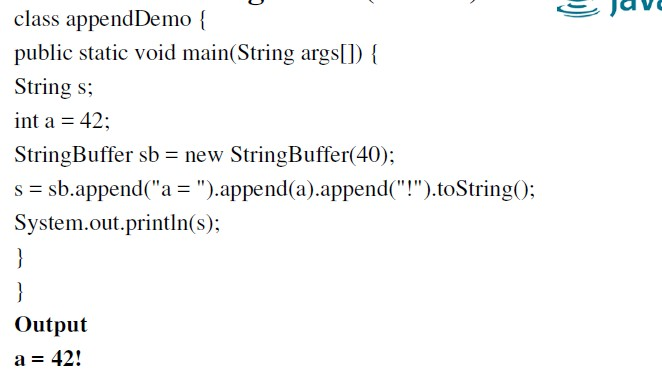 class appendDemo {
public static void main(String args[]) {
String s;
int a = 42;
StringBuffer sb = new StringBuffer(40);
s = sb.append("a = ").append(a).append("!").toString();
System.out.println(s);
}
}
Output
a = 42!